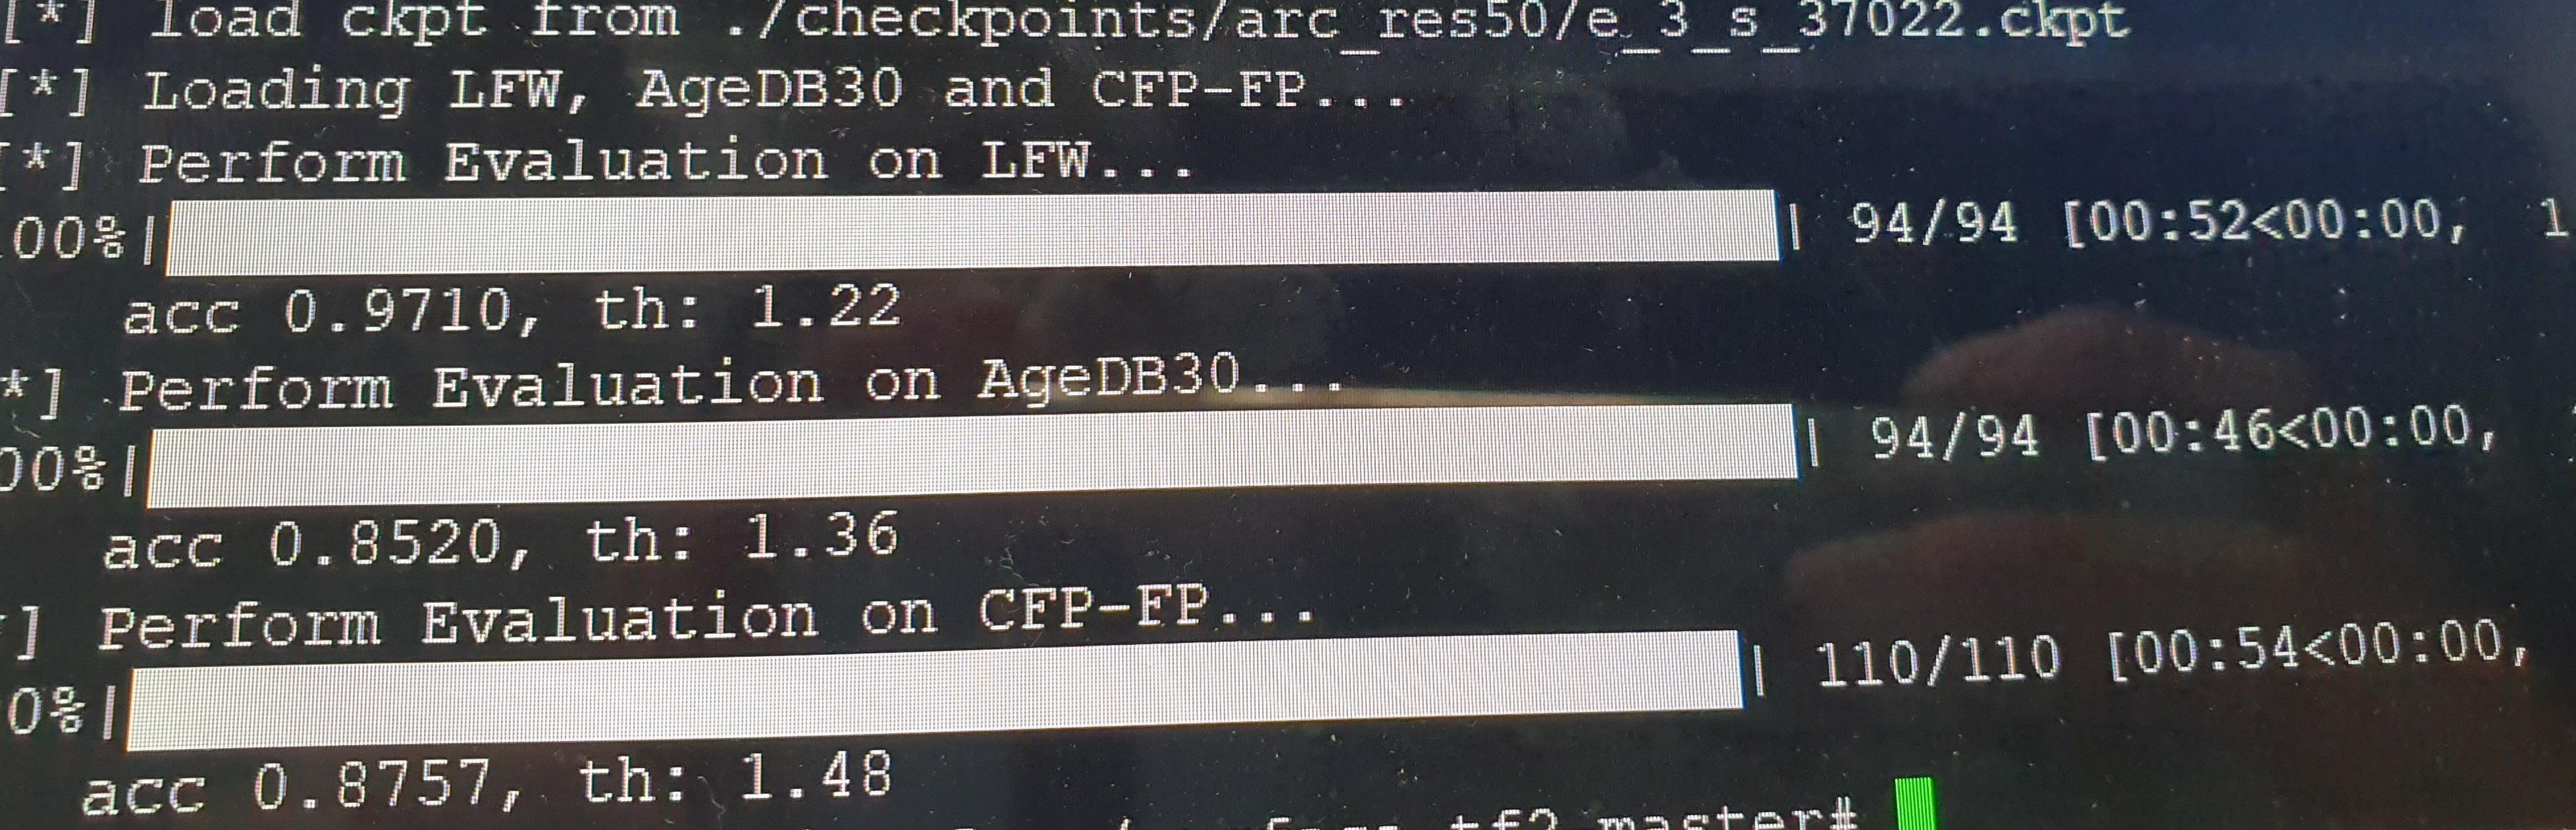 [*] load ckpt from ./checkpoints/arc_res50/e_3_s_37022.ckpt
[*] Loading LFW, AgeDB30 and CFP-FP...
[*] Perform Evaluation on LFW...
00%| | 94/94 [00:52<00:00, 1
acc 0.9710, th: 1.22
*] Perform Evaluation on AgeDB30...
00%| | 94/94 [00:46<00:00,
acc 0.8520, th: 1.36
] Perform Evaluation on CFP-FP...
0%| | 110/110 [00:54<00:00,
acc 0.8757, th: 1.48
tf2 master#